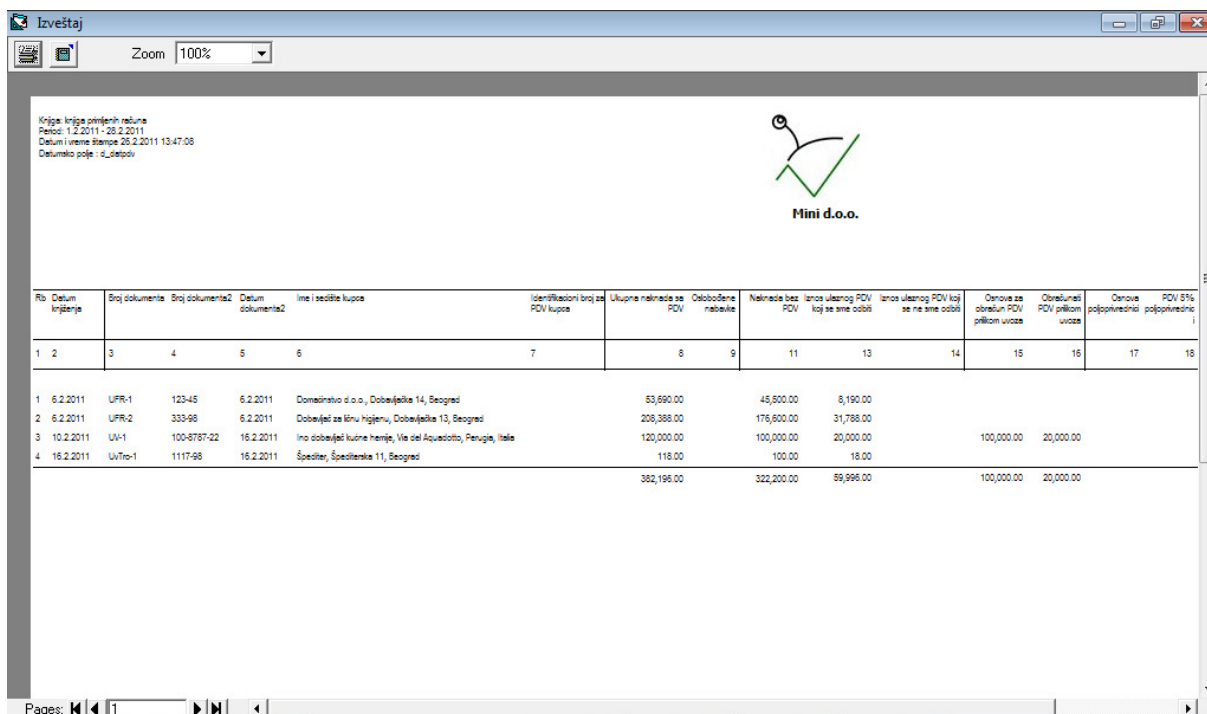 Izveštaj
Zoom 100%
Knjiga: knjiga primljenih računa
Period: 1.2.2011 - 28.2.2011
Datum i vreme štampe 26.2.2011 13:47:08
Datumsko polje : d_datpdv
Mini d.o.o.
Rb Datum knjiženja Broj dokumenta Broj dokumenta2 Datum dokumenta2 Ime i sedište kupca Identifikacioni broj za PDV kupca Ukupna naknada sa PDV Oslobođene nabavke Naknada bez PDV Iznos ulaznog PDV koji se sme odbiti Iznos ulaznog PDV koji se ne sme odbiti Osnova za obračun PDV prilikom uvoza Obračunati PDV prilikom uvoza Osnova poljoprivrednici PDV 5% poljoprivrednic i
1 2 3 4 5 6 7 8 9 11 13 14 15 16 17 18
1 6.2.2011 UFR-1 123-45 6.2.2011 Domaćinstvo d.o.o., Dobavljačka 14, Beograd 53,690.00 45,500.00 8,190.00
2 6.2.2011 UFR-2 333-98 6.2.2011 Dobavljač za ličnu higijenu, Dobavljačka 13, Beograd 208,388.00 176,600.00 31,788.00
3 10.2.2011 UV-1 100-8787-22 16.2.2011 Ino dobavljač kućne hemije, Via del Aquedotto, Perugia, Italia 120,000.00 100,000.00 20,000.00 100,000.00 20,000.00
4 16.2.2011 UvTro-1 1117-98 16.2.2011 Špediter, Špediterska 11, Beograd 118.00 100.00 18.00
382,196.00 322,200.00 59,996.00 100,000.00 20,000.00
Pages: 1